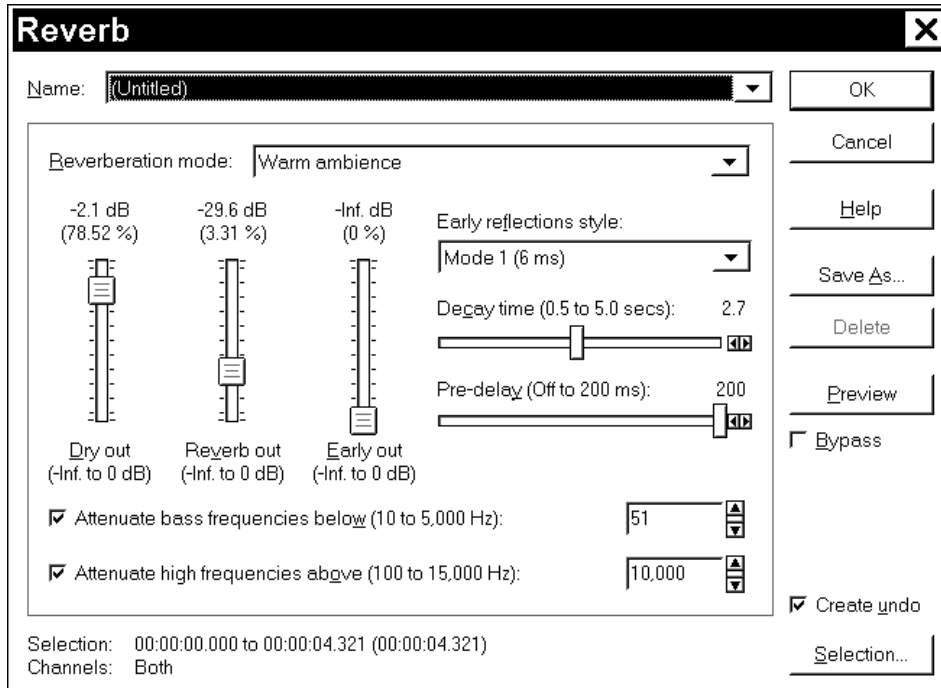 Reverb
Name: (Untitled)
OK
Cancel
Help
Save As...
Delete
Preview
Bypass
Reverberation mode: Warm ambience
-2.1 dB -29.6 dB -Inf. dB
(78.52 %) (3.31 %) (0 %)
Early reflections style:
Mode 1 (6 ms)
Decay time (0.5 to 5.0 secs): 2.7
Pre-delay (Off to 200 ms): 200
Dry out Reverb out Early out
(-Inf. to 0 dB) (-Inf. to 0 dB) (-Inf. to 0 dB)
Attenuate bass frequencies below (10 to 5,000 Hz): 51
Attenuate high frequencies above (100 to 15,000 Hz): 10,000
Create undo
Selection: 00:00:00.000 to 00:00:04.321 (00:00:04.321)
Channels: Both
Selection...